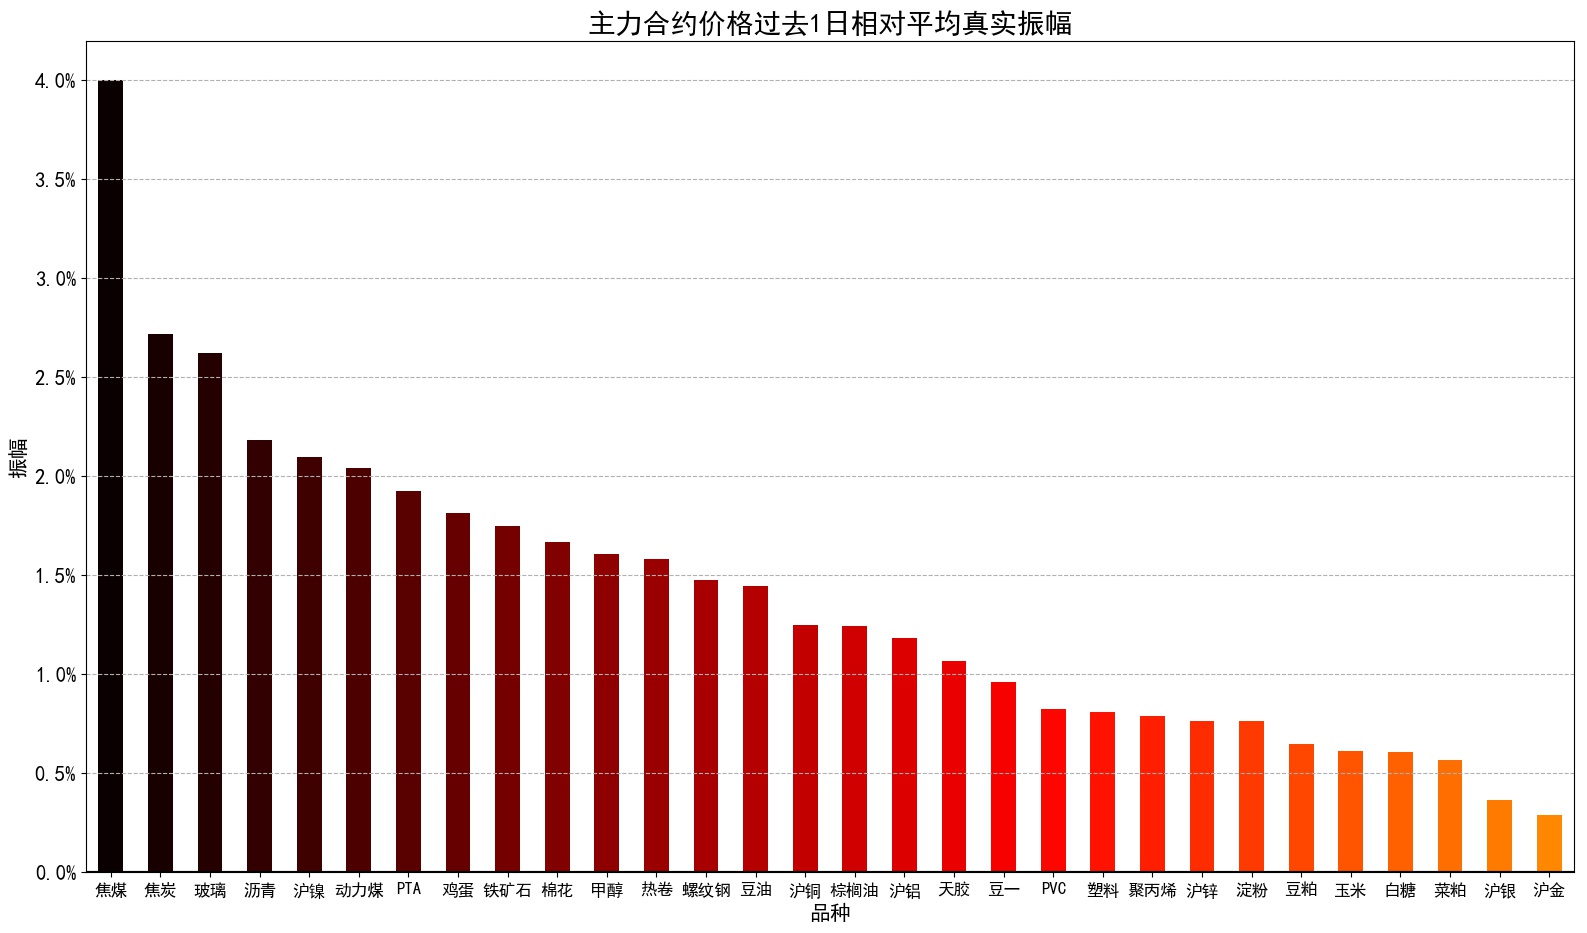 主力合约价格过去1日相对平均真实振幅
振幅
4.0%
3.5%
3.0%
2.5%
2.0%
1.5%
1.0%
0.5%
0.0%
焦煤 焦炭 玻璃 沥青 沪镍 动力煤 PTA 鸡蛋 铁矿石 棉花 甲醇 热卷 螺纹钢 豆油 沪铜 棕榈油 沪铝 天胶 豆一 PVC 塑料 聚丙烯 沪锌 淀粉 豆粕 玉米 白糖 菜粕 沪银 沪金
品种